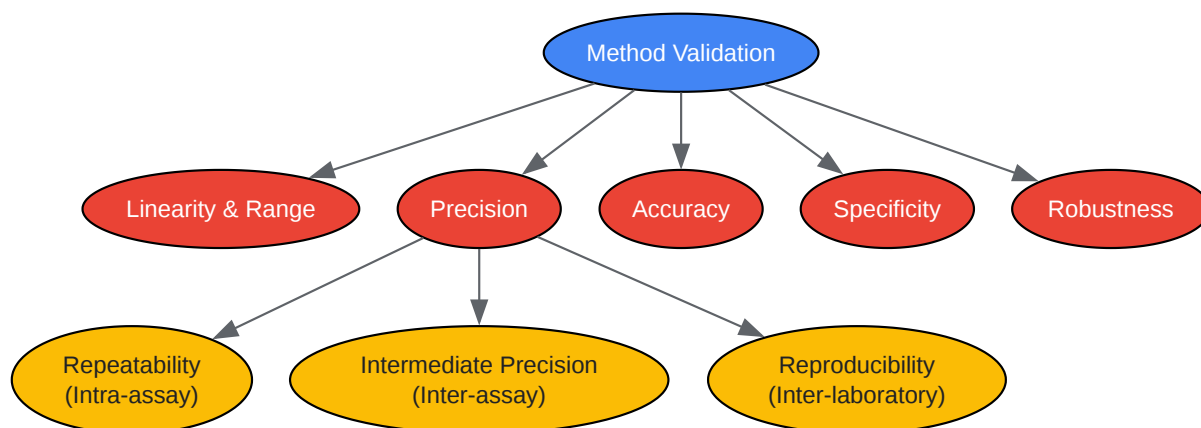 Method Validation
Linearity & Range
Precision
Accuracy
Specificity
Robustness
Repeatability
(Intra-assay)
Intermediate Precision
(Inter-assay)
Reproducibility
(Inter-laboratory)